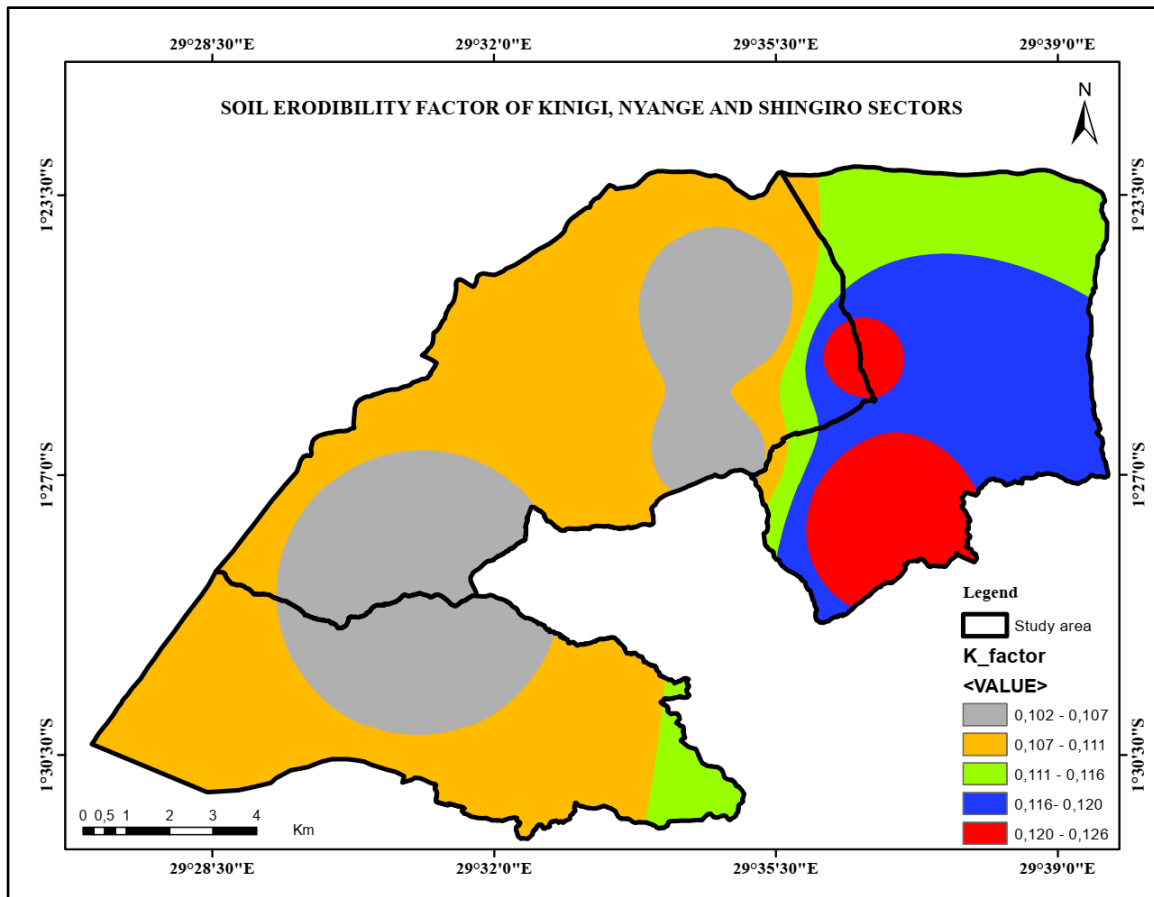 29°28'30"E 29°32'0"E 29°35'30"E 29°39'0"E
SOIL ERODIBILITY FACTOR OF KINIGI, NYANGE AND SHINGIRO SECTORS
N
1°23'30"S 1°23'30"S
1°27'0"S 1°27'0"S
Legend
Study area
K_factor
<VALUE>
0,102 - 0,107
0,107 - 0,111
0,111 - 0,116
0,116- 0,120
0,120 - 0,126
1°30'30"S 1°30'30"S
0 0,5 1 2 3 4
Km
29°28'30"E 29°32'0"E 29°35'30"E 29°39'0"E